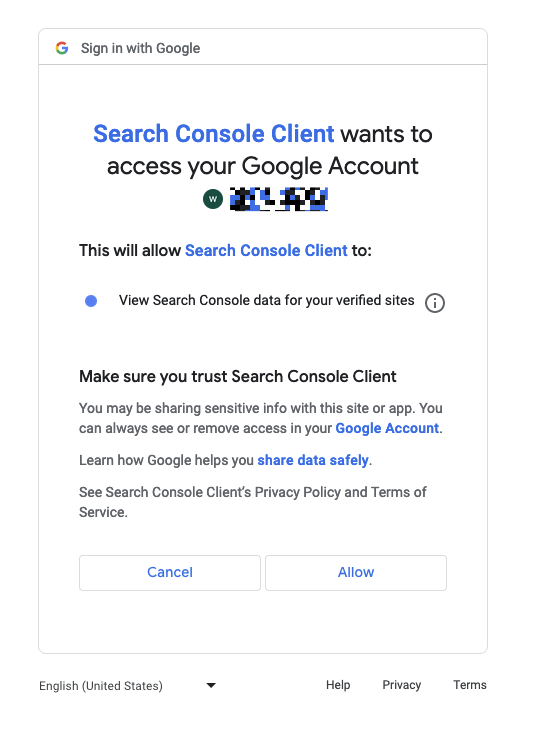 Sign in with Google
Search Console Client wants to
access your Google Account
W
This will allow Search Console Client to:
View Search Console data for your verified sites
Make sure you trust Search Console Client
You may be sharing sensitive info with this site or app. You
can always see or remove access in your Google Account.
Learn how Google helps you share data safely.
See Search Console Client's Privacy Policy and Terms of
Service.
Cancel
Allow
English (United States)
Help
Privacy
Terms